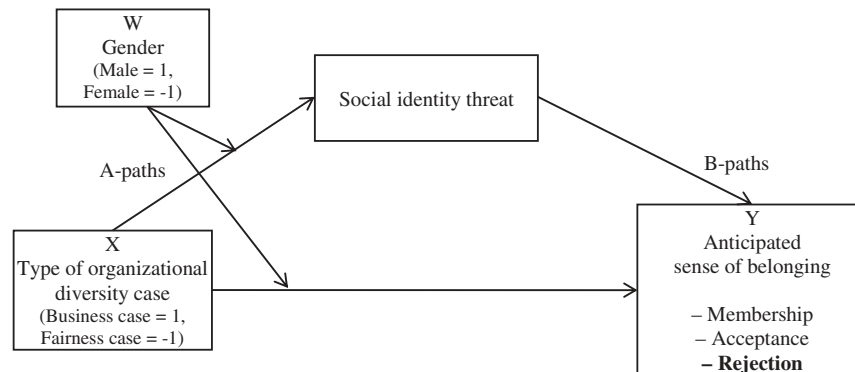 W
Gender
(Male = 1,
Female = -1)
Social identity threat
A-paths
B-paths
X
Type of organizational
diversity case
(Business case = 1,
Fairness case = -1)
Y
Anticipated
sense of belonging
– Membership
– Acceptance
– Rejection